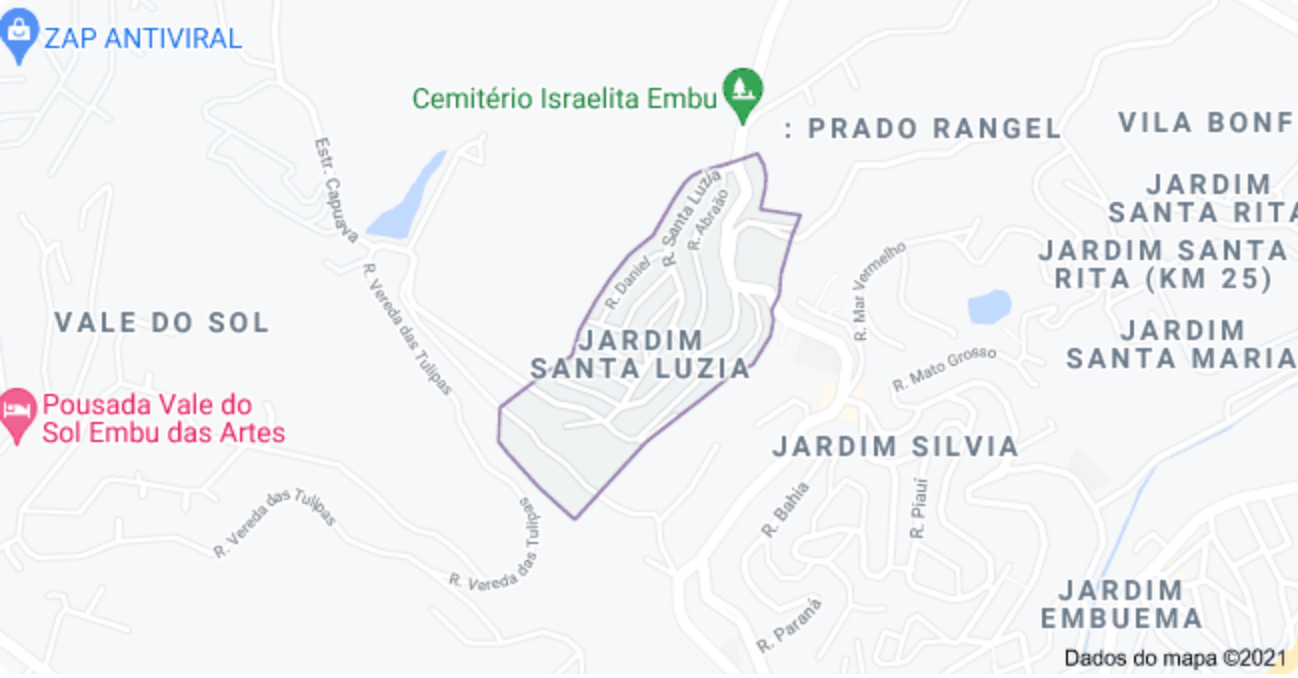 ZAP ANTIVIRAL
Cemitério Israelita Embu
: PRADO RANGEL
VILA BONF
Estr. Capuava
R. Santa Luzia
R. Abraão
R. Daniel
JARDIM
SANTA RITA
JARDIM SANTA
RITA (KM 25)
R. Mar Vermelho
R. Vereda das Tulipas
VALE DO SOL
JARDIM
SANTA LUZIA
JARDIM
SANTA MARIA
R. Mato Grosso
Pousada Vale do
Sol Embu das Artes
JARDIM SILVIA
R. Vereda das Tulipas
R. Vereda das Tulipas
R. Bahia
R. Piauí
R. Paraná
JARDIM
EMBUEMA
Dados do mapa ©2021